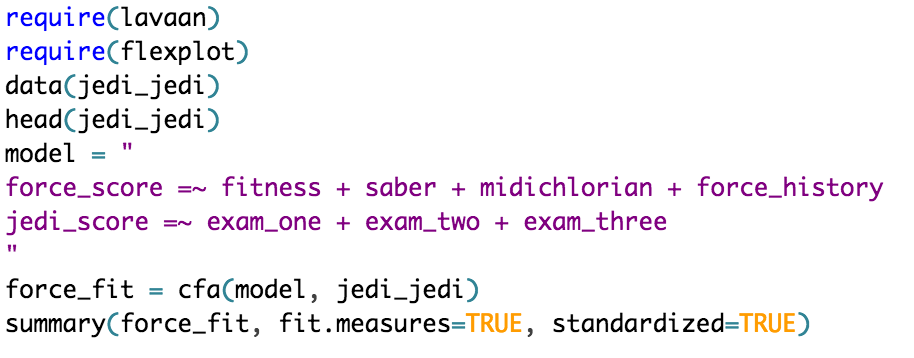 require(lavaan)
require(flexplot)
data(jedi_jedi)
head(jedi_jedi)
model = "
force_score =~ fitness + saber + midichlorian + force_history
jedi_score =~ exam_one + exam_two + exam_three
"
force_fit = cfa(model, jedi_jedi)
summary(force_fit, fit.measures=TRUE, standardized=TRUE)